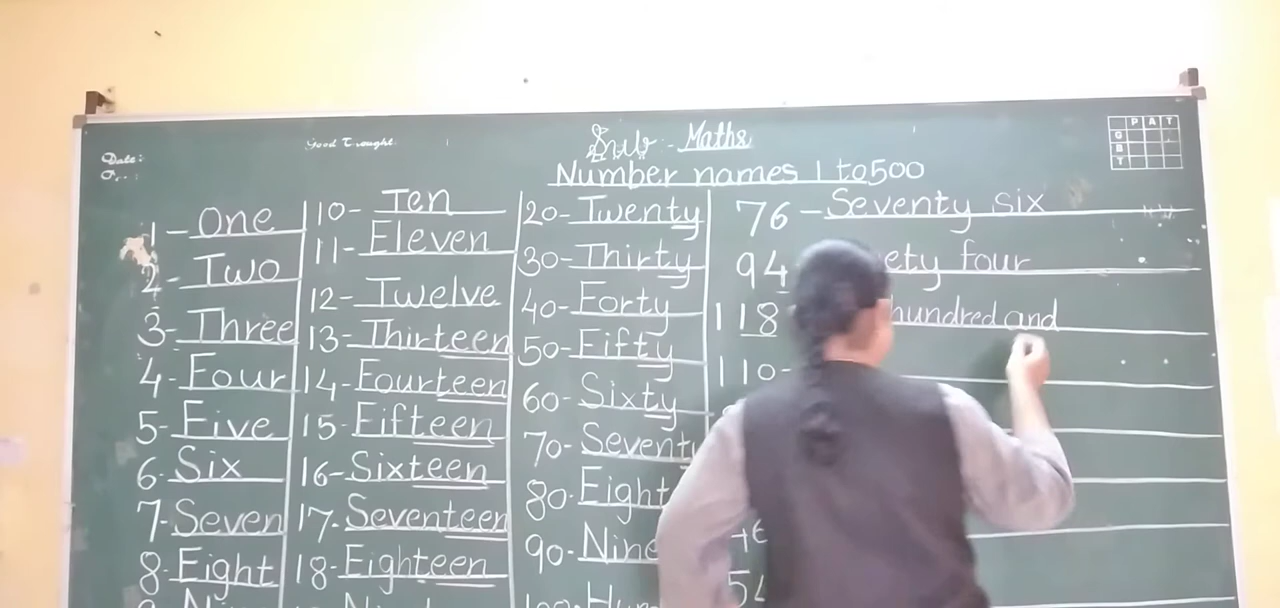 Good Thought:
Date:
Sub:- Maths
P A T
G
B
T
Number names 1 to 500
1 - One
2 - Two
3 - Three
4 - Four
5 - Five
6 - Six
7 - Seven
8 - Eight
10 - Ten
11 - Eleven
12 - Twelve
13 - Thirteen
14 - Fourteen
15 - Fifteen
16 - Sixteen
17 - Seventeen
18 - Eighteen
20 - Twenty
30 - Thirty
40 - Forty
50 - Fifty
60 - Sixty
70 - Seventy
80 - Eight
90 - Nine
76 - Seventy six
94 ety four
118 hundred and
110 -
54